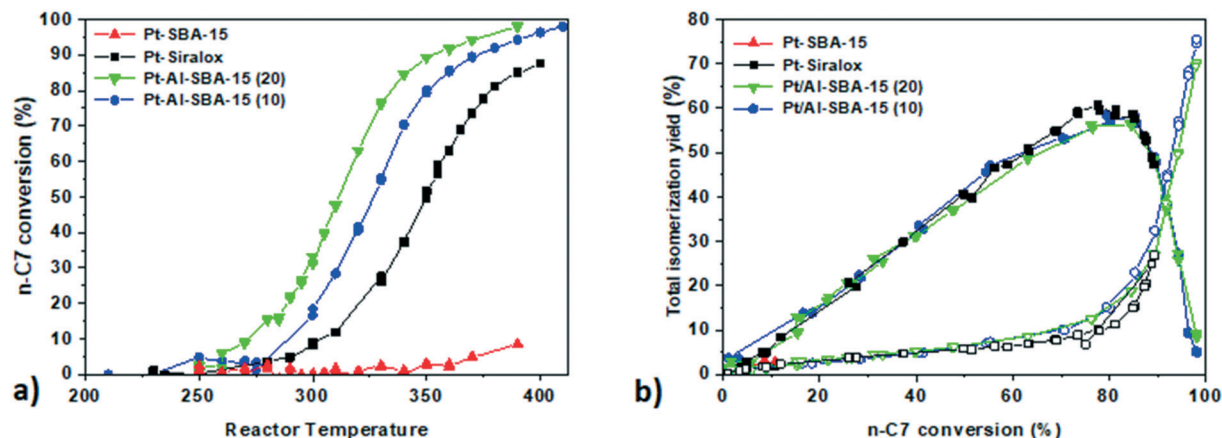 100
90
80
70
60
50
40
30
20
10
0
n-C7 conversion (%)
Pt-SBA-15
Pt-Siralox
Pt-Al-SBA-15 (20)
Pt-Al-SBA-15 (10)
200
250
300
350
400
Reactor Temperature
a)
80
70
60
50
40
30
20
10
0
Total isomerization yield (%)
Pt-SBA-15
Pt-Siralox
Pt/Al-SBA-15 (20)
Pt/Al-SBA-15 (10)
0
20
40
60
80
100
n-C7 conversion (%)
b)